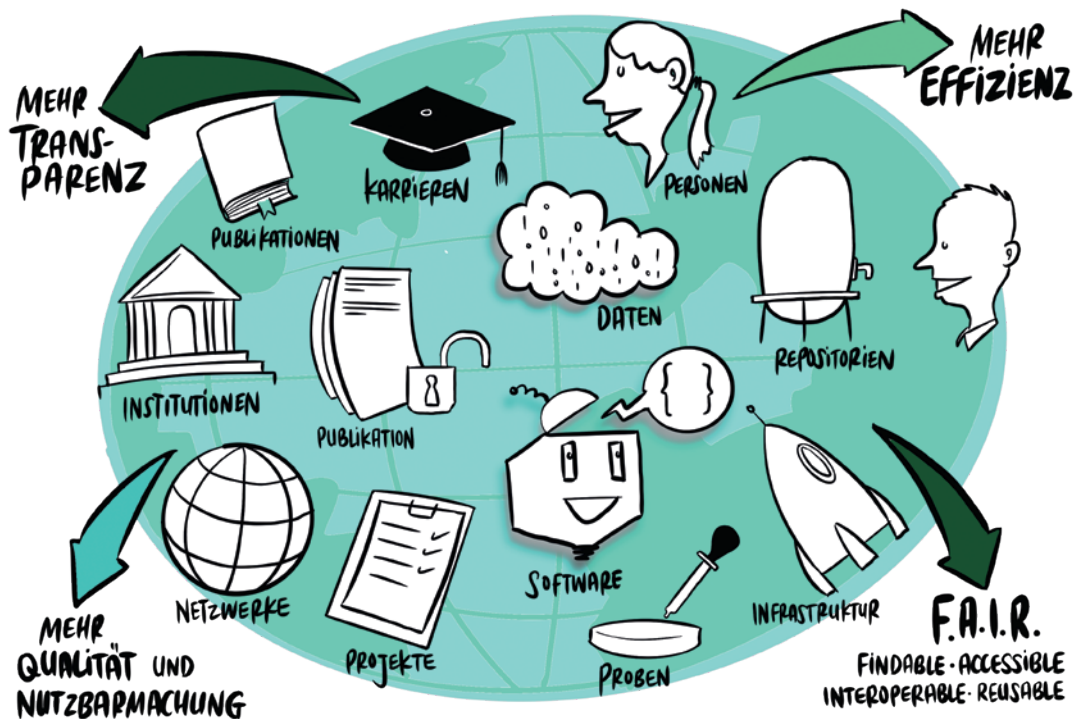 MEHR
TRANS-
PARENZ
MEHR
EFFIZIENZ
KARRIEREN
PERSONEN
PUBLIKATIONEN
DATEN
REPOSITORIEN
INSTITUTIONEN
PUBLIKATION
{ }
SOFTWARE
NETZWERKE
INFRASTRUKTUR
PROJEKTE
PROBEN
MEHR
QUALITÄT UND
NUTZBARMACHUNG
F.A.I.R.
FINDABLE · ACCESSIBLE
INTEROPERABLE · REUSABLE